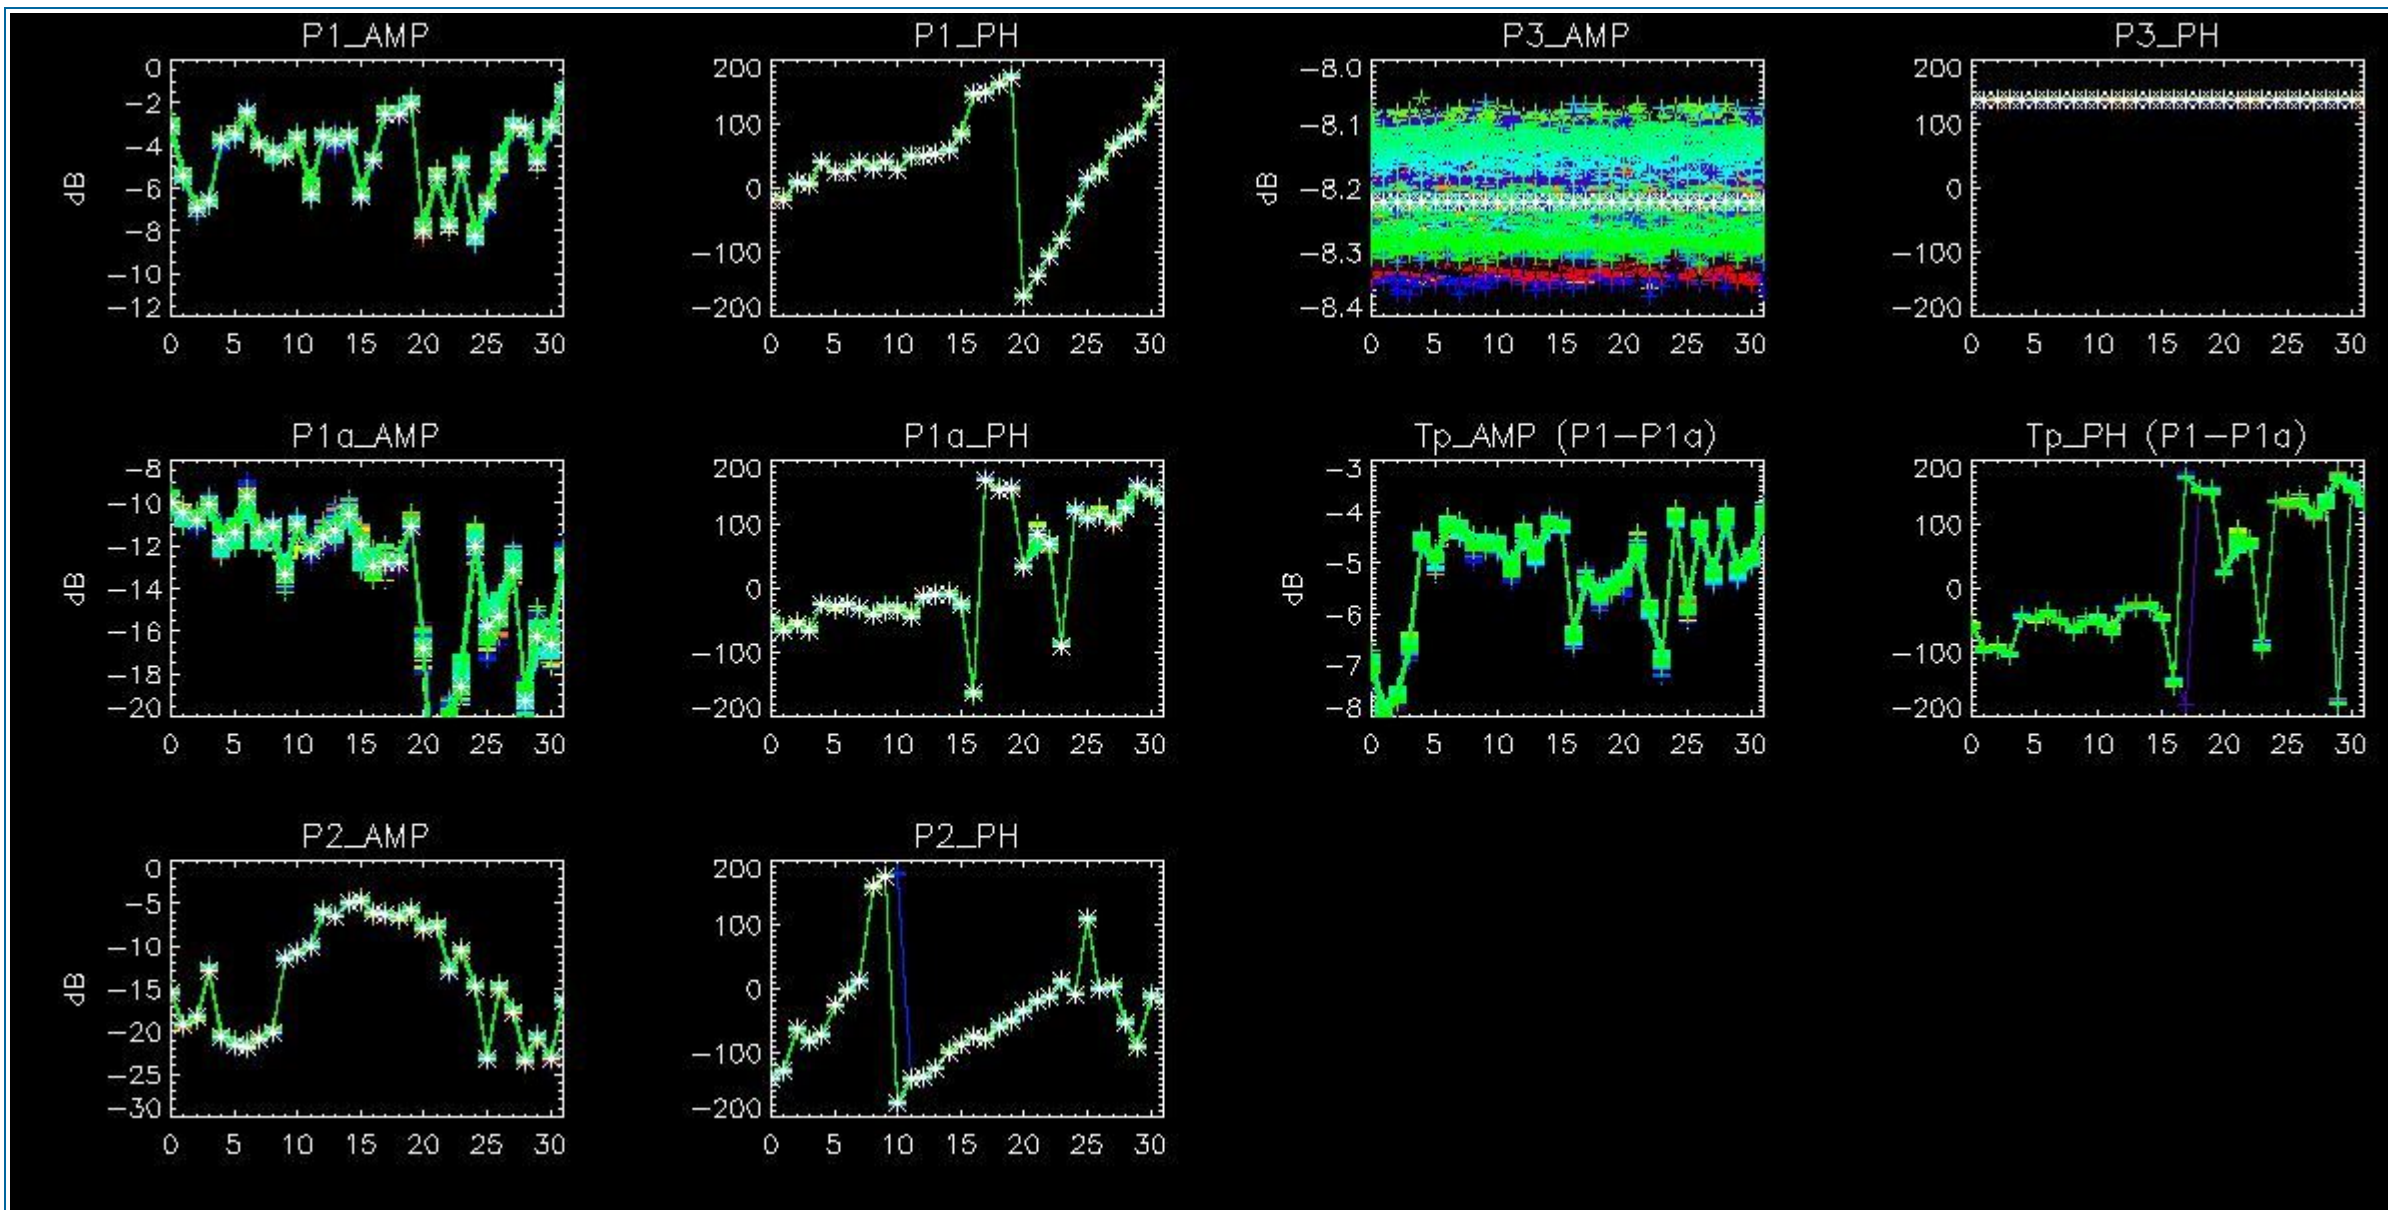 P1_AMP P1_PH P3_AMP P3_PH
0 200 -8.0 200
-2 100 -8.1 100
-4 0 -8.2 0
-6 -100 -8.3 -100
-8 -200 -8.4 -200
-10
-12
dB dB
0 5 10 15 20 25 30 0 5 10 15 20 25 30 0 5 10 15 20 25 30 0 5 10 15 20 25 30
P1a_AMP P1a_PH Tp_AMP (P1-P1a) Tp_PH (P1-P1a)
-8 200 -3 200
-10 100 -4 100
-12 0 -5 0
-14 -100 -6 -100
-16 -200 -7 -200
-18 -8
-20
dB dB
0 5 10 15 20 25 30 0 5 10 15 20 25 30 0 5 10 15 20 25 30 0 5 10 15 20 25 30
P2_AMP P2_PH
0 200
-5 100
-10 0
-15 -100
-20 -200
-25
-30
dB
0 5 10 15 20 25 30 0 5 10 15 20 25 30